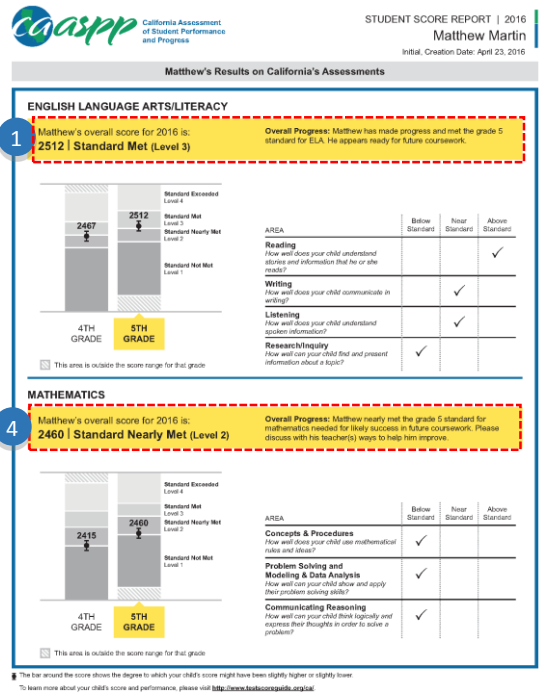 caaspp
California Assessment
of Student Performance
and Progress
STUDENT SCORE REPORT | 2016
Matthew Martin
Initial, Creation Date: April 23, 2016
Matthew's Results on California's Assessments
ENGLISH LANGUAGE ARTS/LITERACY
1
Matthew's overall score for 2016 is:
2512 | Standard Met (Level 3)
Overall Progress: Matthew has made progress and met the grade 5
standard for ELA. He appears ready for future coursework.
2467
2512
Standard Exceeded
Level 4
Standard Met
Level 3
Standard Nearly Met
Level 2
Standard Not Met
Level 1
4TH
GRADE
5TH
GRADE
This area is outside the score range for that grade
AREA
Below
Standard
Near
Standard
Above
Standard
Reading
How well does your child understand
stories and information that he or she
reads?
Writing
How well does your child communicate in
writing?
Listening
How well does your child understand
spoken information?
Research/Inquiry
How well can your child find and present
information about a topic?
MATHEMATICS
4
Matthew's overall score for 2016 is:
2460 | Standard Nearly Met (Level 2)
Overall Progress: Matthew nearly met the grade 5 standard for
mathematics needed for likely success in future coursework. Please
discuss with his teacher(s) ways to help him improve.
2415
2460
Standard Exceeded
Level 4
Standard Met
Level 3
Standard Nearly Met
Level 2
Standard Not Met
Level 1
4TH
GRADE
5TH
GRADE
This area is outside the score range for that grade
AREA
Below
Standard
Near
Standard
Above
Standard
Concepts & Procedures
How well does your child use mathematical
rules and ideas?
Problem Solving and
Modeling & Data Analysis
How well can your child show and apply
their problem solving skills?
Communicating Reasoning
How well can your child think logically and
express their thoughts in order to solve a
problem?
The bar around the score shows the degree to which your child's score might have been slightly higher or slightly lower.
To learn more about your child's score and performance, please visit http://www.testscoreguide.org/ca/